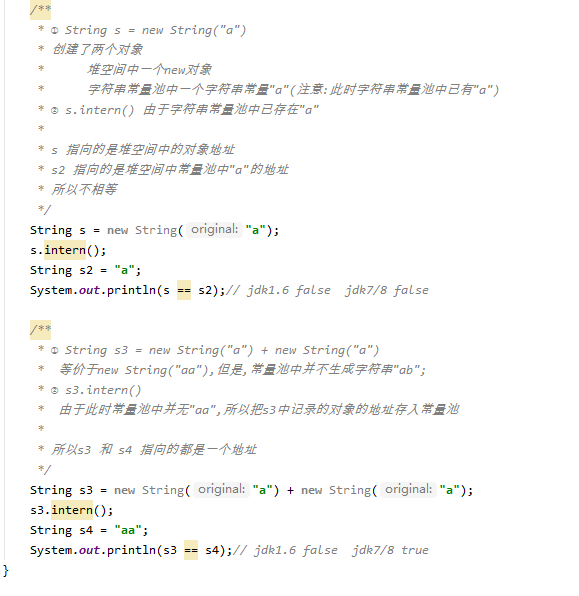 /**
* ① String s = new String("a")
* 创建了两个对象
* 堆空间中一个new对象
* 字符串常量池中一个字符串常量"a"(注意:此时字符串常量池中已有"a")
* ② s.intern() 由于字符串常量池中已存在"a"
*
* s 指向的是堆空间中的对象地址
* s2 指向的是堆空间中常量池中"a"的地址
* 所以不相等
*/
String s = new String( original: "a");
s.intern();
String s2 = "a";
System.out.println(s == s2);// jdk1.6 false jdk7/8 false
/**
* ① String s3 = new String("a") + new String("a")
* 等价于new String("aa"),但是,常量池中并不生成字符串"ab";
* ② s3.intern()
* 由于此时常量池中并无"aa",所以把s3中记录的对象的地址存入常量池
*
* 所以s3 和 s4 指向的都是一个地址
*/
String s3 = new String( original: "a") + new String( original: "a");
s3.intern();
String s4 = "aa";
System.out.println(s3 == s4);// jdk1.6 false jdk7/8 true
}